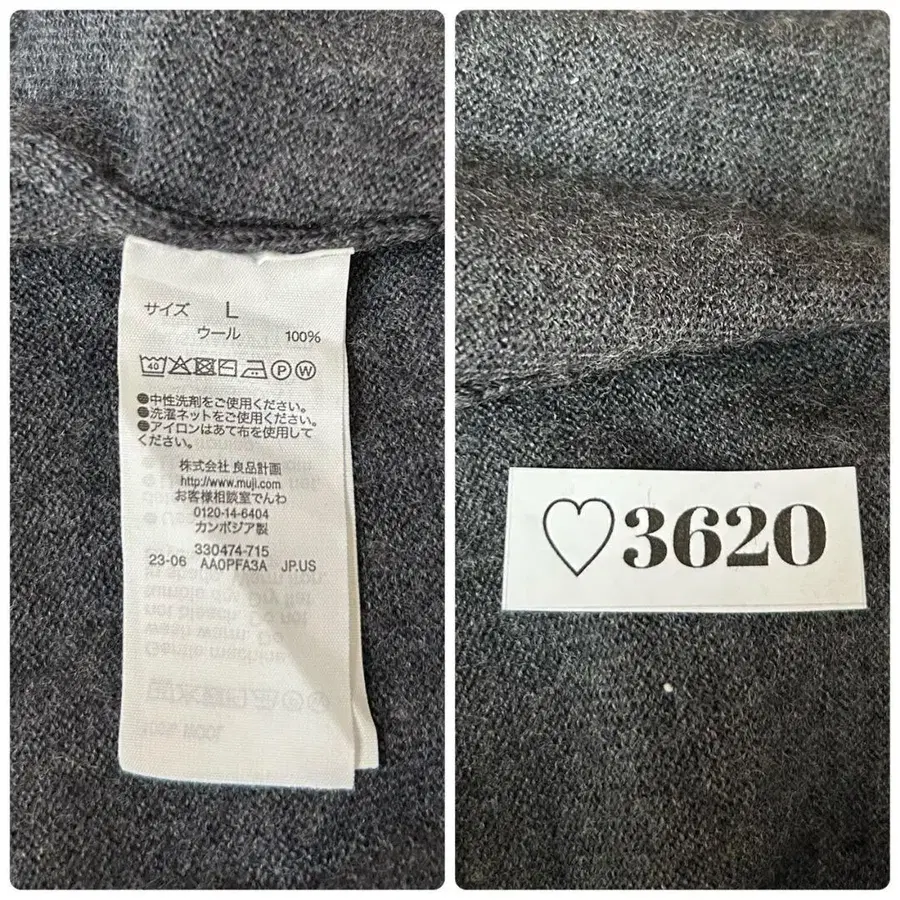 サイズ L
ウール 100%
40 P W
●中性洗剤をご使用ください。
●洗濯ネットをご使用ください。
●アイロンはあて布を使用して
ください。
株式会社 良品計画
http://www.muji.com
お客様相談室でんわ
0120-14-6404
カンボジア製
330474-715
23-06 AA0PFA3A JP.US
♡3620